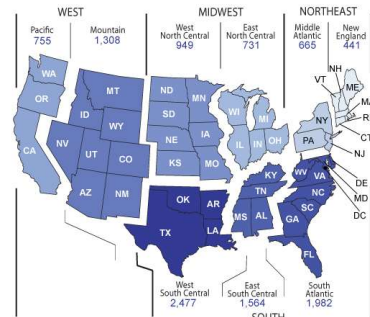 WEST
MIDWEST
NORTHEAST
Pacific
755
Mountain
1,308
West
North Central
949
East
North Central
731
Middle
Atlantic
665
New
England
441
WA
OR
CA
MT
ID
WY
NV
UT
CO
AZ
NM
ND
SD
NE
KS
MN
IA
MO
WI
MI
IL
IN
OH
NH
VT
ME
NY
PA
CT
NJ
DE
MD
DC
KY
TN
MS
AL
WV
VA
NC
SC
GA
FL
OK
AR
TX
LA
West
South Central
2,477
East
South Central
1,564
South
Atlantic
1,982